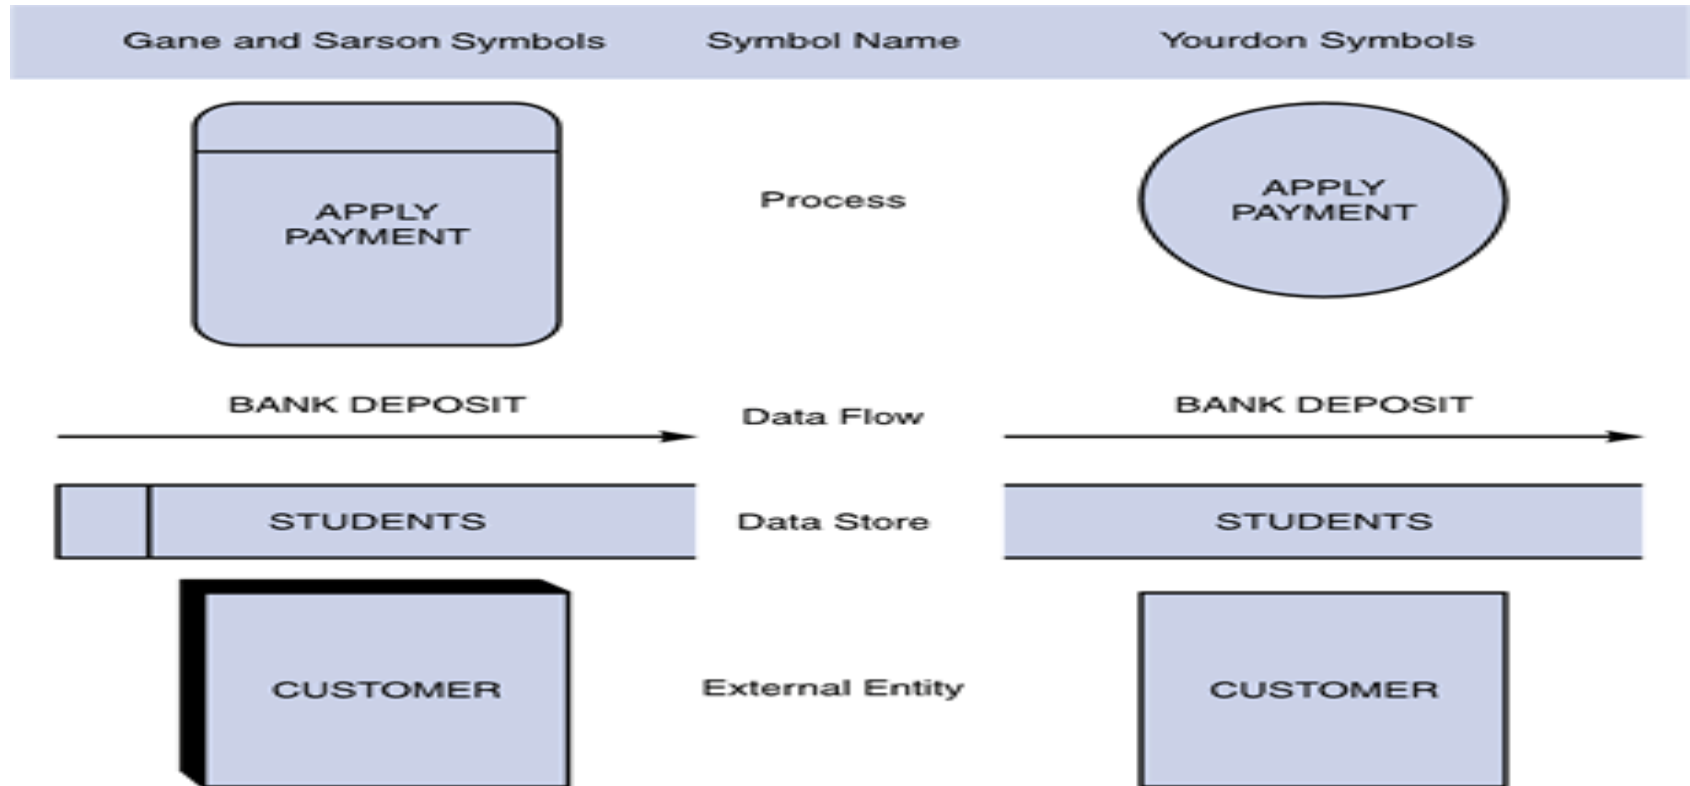 Gane and Sarson Symbols Symbol Name Yourdon Symbols
APPLY
PAYMENT
Process
APPLY
PAYMENT
BANK DEPOSIT
Data Flow
BANK DEPOSIT
STUDENTS
Data Store
STUDENTS
CUSTOMER
External Entity
CUSTOMER